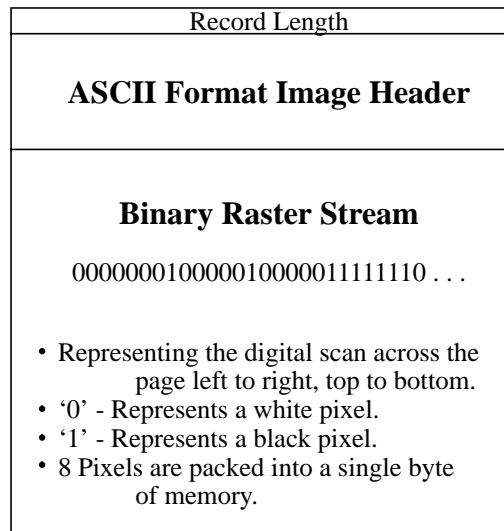 Record Length
ASCII Format Image Header
Binary Raster Stream
000000010000010000011111110 . . .
• Representing the digital scan across the
page left to right, top to bottom.
• ‘0’ - Represents a white pixel.
• ‘1’ - Represents a black pixel.
• 8 Pixels are packed into a single byte
of memory.